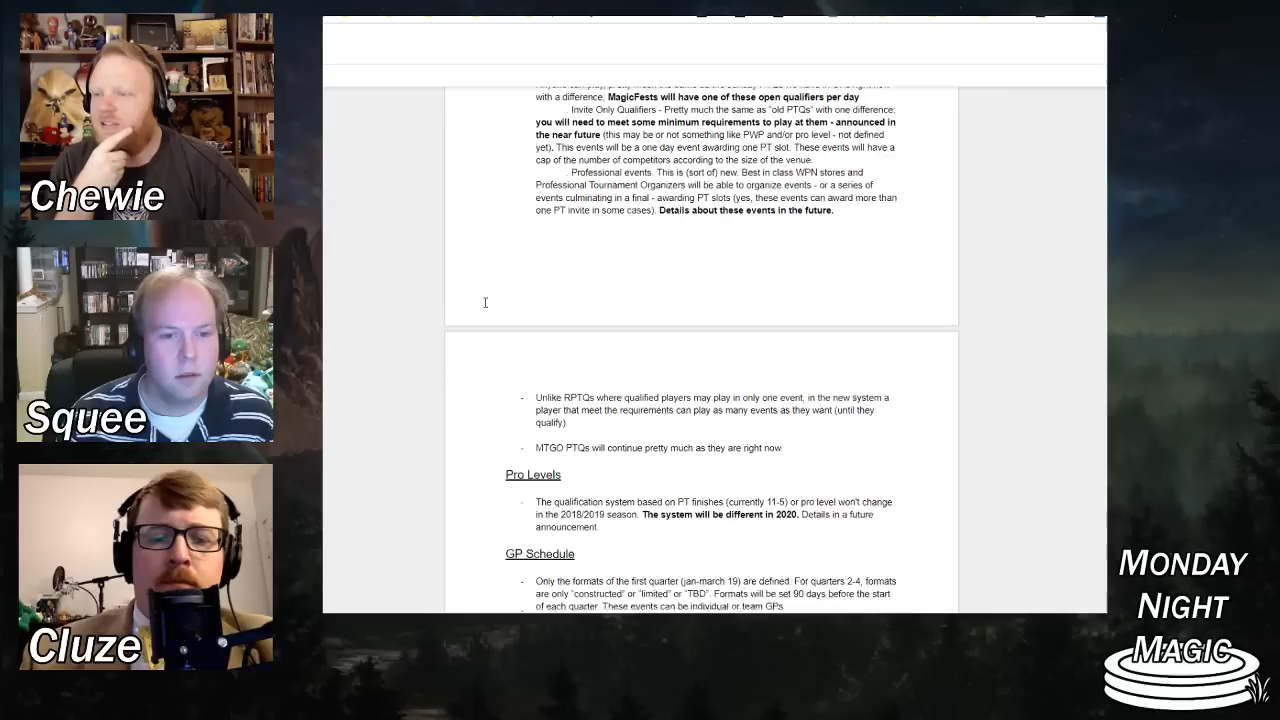 Chewie
Squee
Cluze
with a difference, MagicFests will have one of these open qualifiers per day
Invite Only Qualifiers - Pretty much the same as “old PTQs” with one difference:
you will need to meet some minimum requirements to play at them - announced in
the near future (this may be or not something like PWP and/or pro level - not defined
yet). This events will be a one day event awarding one PT slot. These events will have a
cap of the number of competitors according to the size of the venue.
Professional events. This is (sort of) new. Best in class WPN stores and
Professional Tournament Organizers will be able to organize events - or a series of
events culminating in a final - awarding PT slots (yes, these events can award more than
one PT invite in some cases). Details about these events in the future.
- Unlike RPTQs where qualified players may play in only one event, in the new system a
player that meet the requirements can play as many events as they want (until they
qualify).
- MTGO PTQs will continue pretty much as they are right now.
Pro Levels
- The qualification system based on PT finishes (currently 11-5) or pro level won't change
in the 2018/2019 season. The system will be different in 2020. Details in a future
announcement.
GP Schedule
- Only the formats of the first quarter (jan-march 19) are defined. For quarters 2-4, formats
are only “constructed” or “limited” or “TBD”. Formats will be set 90 days before the start
of each quarter. These events can be individual or team GPs.
MONDAY
NIGHT
MAGIC